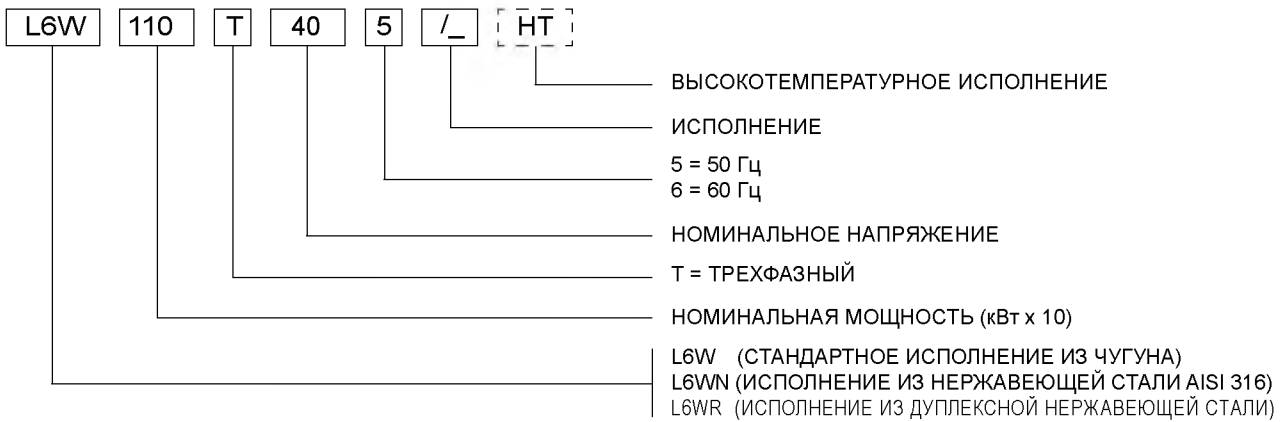 L6W 110 T 40 5 /_ HT
ВЫСОКОТЕМПЕРАТУРНОЕ ИСПОЛНЕНИЕ
ИСПОЛНЕНИЕ
5 = 50 Гц
6 = 60 Гц
НОМИНАЛЬНОЕ НАПРЯЖЕНИЕ
Т = ТРЕХФАЗНЫЙ
НОМИНАЛЬНАЯ МОЩНОСТЬ (кВт х 10)
L6W (СТАНДАРТНОЕ ИСПОЛНЕНИЕ ИЗ ЧУГУНА)
L6WN (ИСПОЛНЕНИЕ ИЗ НЕРЖАВЕЮЩЕЙ СТАЛИ AISI 316)
L6WR (ИСПОЛНЕНИЕ ИЗ ДУПЛЕКСНОЙ НЕРЖАВЕЮЩЕЙ СТАЛИ)